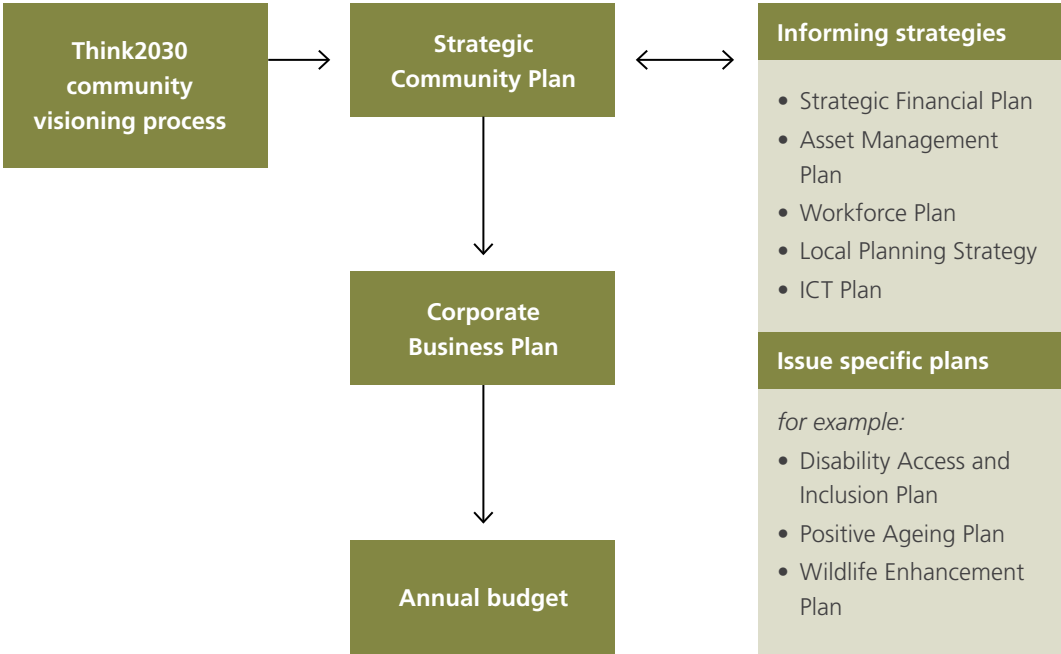 Think2030
community
visioning process
Strategic
Community Plan
Corporate
Business Plan
Annual budget
Informing strategies
• Strategic Financial Plan
• Asset Management
Plan
• Workforce Plan
• Local Planning Strategy
• ICT Plan
Issue specific plans
for example:
• Disability Access and
Inclusion Plan
• Positive Ageing Plan
• Wildlife Enhancement
Plan